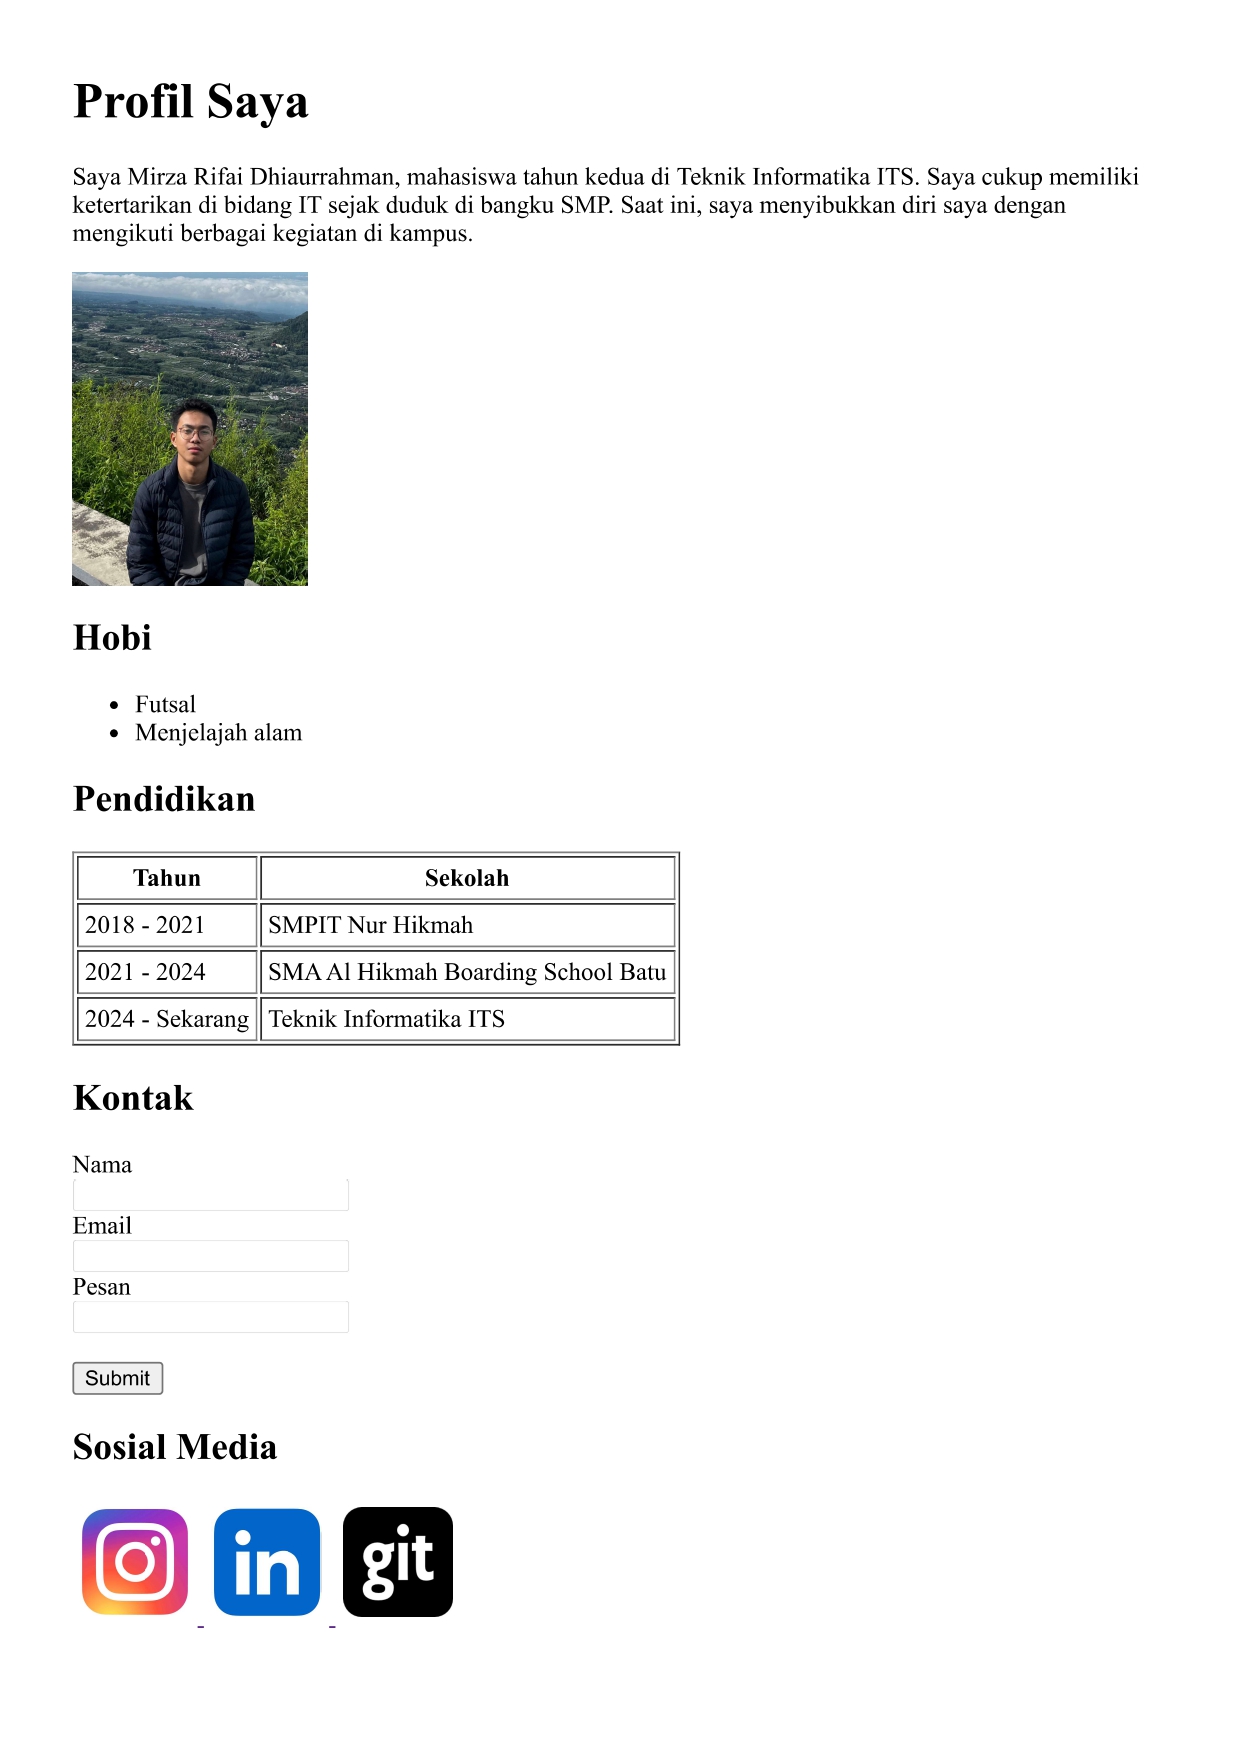 Profil Saya
Saya Mirza Rifai Dhiaurrahman, mahasiswa tahun kedua di Teknik Informatika ITS. Saya cukup memiliki
ketertarikan di bidang IT sejak duduk di bangku SMP. Saat ini, saya menyibukkan diri saya dengan
mengikuti berbagai kegiatan di kampus.
Hobi
• Futsal
• Menjelajah alam
Pendidikan
Tahun Sekolah
2018 - 2021 SMPIT Nur Hikmah
2021 - 2024 SMA Al Hikmah Boarding School Batu
2024 - Sekarang Teknik Informatika ITS
Kontak
Nama
Email
Pesan
Submit
Sosial Media
in git